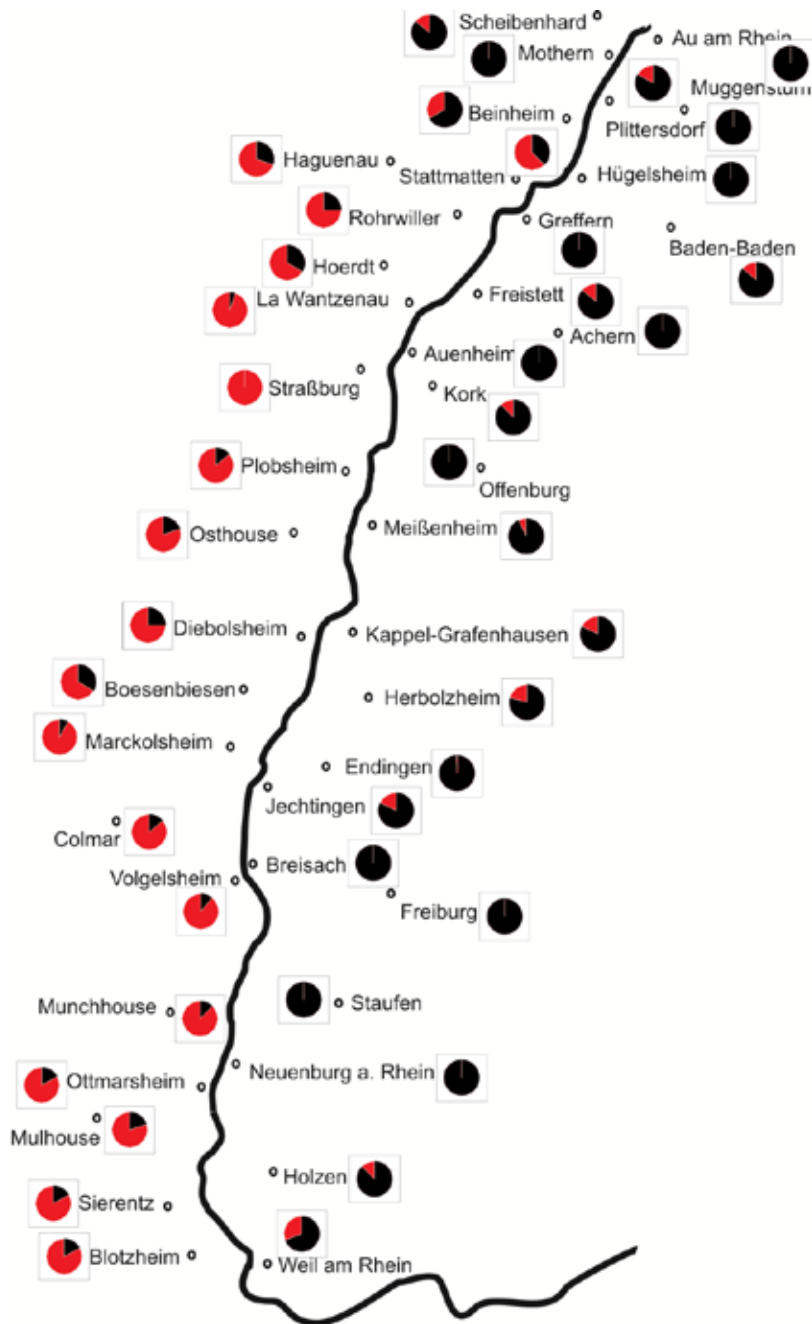 Scheibenhard
Au am Rhein
Mothern
Muggensturm
Beinheim
Plittersdorf
Haguenau
Stattmatten
Hügelsheim
Rohrwiller
Greffern
Baden-Baden
Hoerdt
Freistett
La Wantzenau
Achern
Auenheim
Straßburg
Kork
Plobsheim
Offenburg
Osthouse
Meißenheim
Diebolsheim
Kappel-Grafenhausen
Boesenbiesen
Herbolzheim
Marckolsheim
Endingen
Jechtingen
Colmar
Breisach
Volgelsheim
Freiburg
Munchhouse
Staufen
Neuenburg a. Rhein
Ottmarsheim
Mulhouse
Holzen
Sierentz
Blotzheim
Weil am Rhein